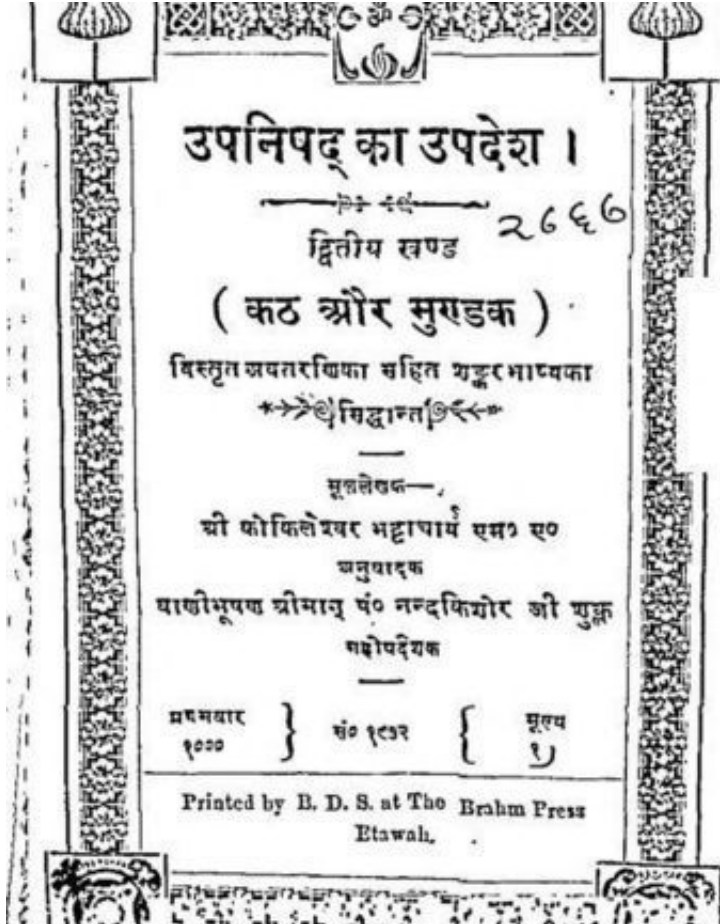 ॐ
उपनिषद् का उपदेश ।
२८६७
द्वितीय खण्ड
( कठ और मुण्डक )
विस्तृत अवतरणिका सहित शङ्करभाष्यका
सिद्धान्त
मूललेखक—
श्री कोकिलेश्वर भट्टाचार्य एम० ए०
अनुवादक
वाणीभूषण श्रीमान् पं० नन्दकिशोर जी शुक्ल
महोपदेशक
प्रथमवार } सं० १९७२ { मूल्य
१००० १)
Printed by B. D. S. at The Brahm Press
Etawah.